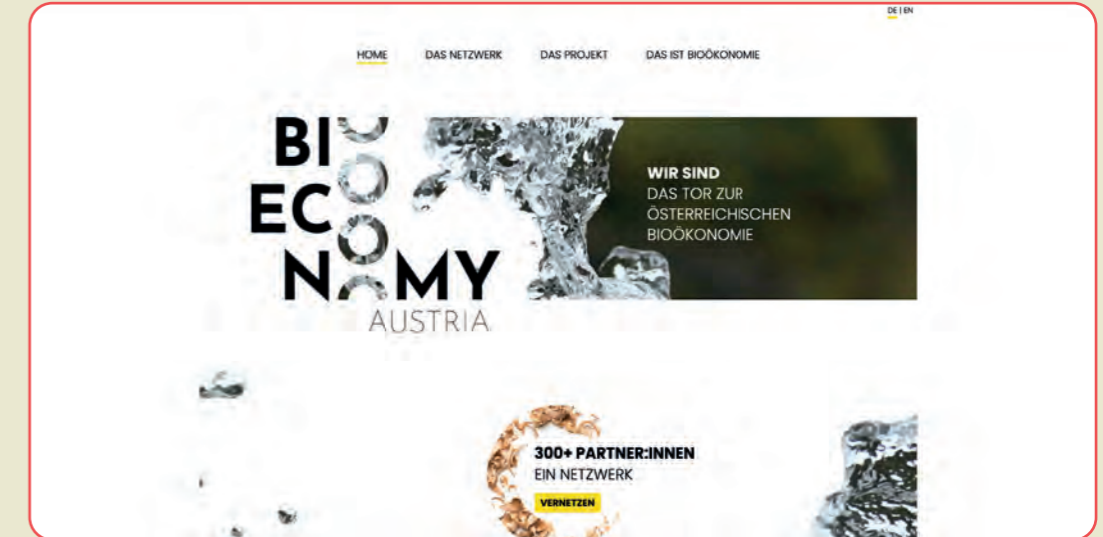 DE | EN
HOME DAS NETZWERK DAS PROJEKT DAS IST BIOÖKONOMIE
BI
EC
NOMY
AUSTRIA
WIR SIND
DAS TOR ZUR
ÖSTERREICHISCHEN
BIOÖKONOMIE
300+ PARTNER:INNEN
EIN NETZWERK
VERNETZEN